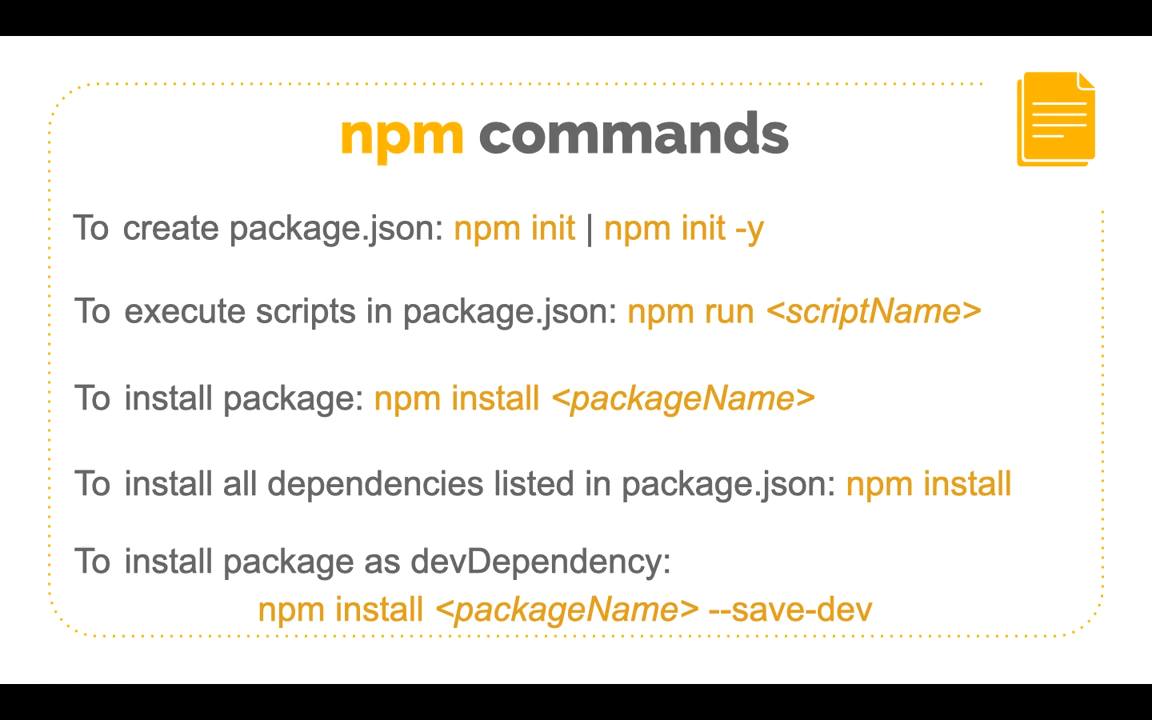 npm commands
To create package.json: npm init | npm init -y
To execute scripts in package.json: npm run <scriptName>
To install package: npm install <packageName>
To install all dependencies listed in package.json: npm install
To install package as devDependency:
npm install <packageName> --save-dev